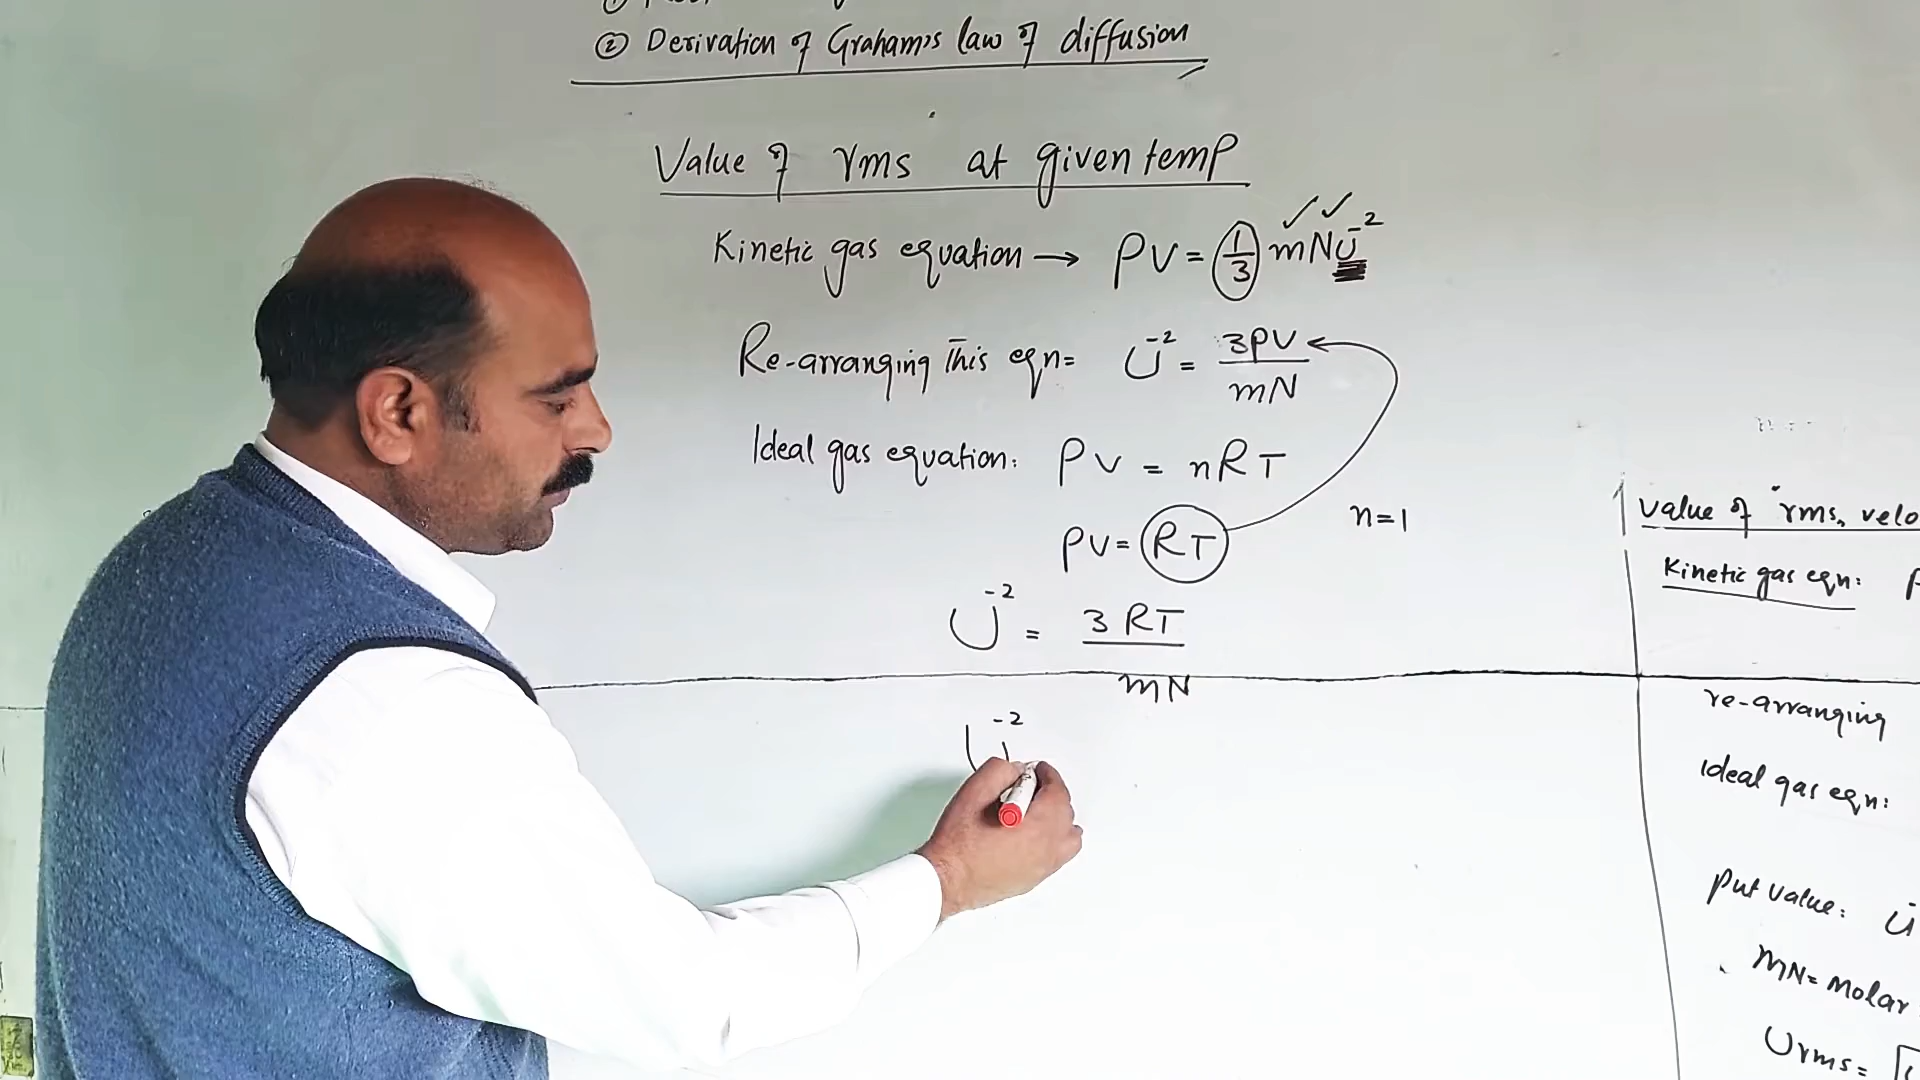 ② Derivation of Graham's law of diffusion
Value of rms at given temp
Kinetic gas equation → PV = 1/3 mNU̅²
Re-arranging This eqn= U̅² = 3PV/mN
Ideal gas equation: PV = nRT
PV = RT
n=1
U̅² = 3RT/mN
U̅²
Value of rms, velo
Kinetic gas eqn:
re-arranging
Ideal gas eqn:
Put value: U̅
mN= Molar
Urms=